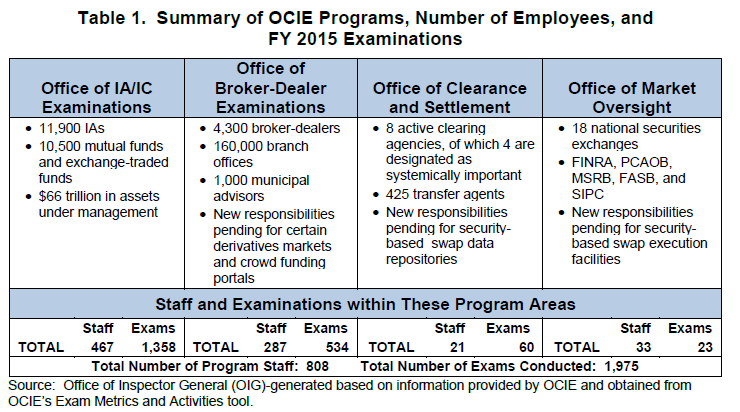 Table 1. Summary of OCIE Programs, Number of Employees, and
FY 2015 Examinations
Office of IA/IC
Examinations
• 11,900 IAs
• 10,500 mutual funds
and exchange-traded
funds
• $66 trillion in assets
under management
Office of
Broker-Dealer
Examinations
• 4,300 broker-dealers
• 160,000 branch
offices
• 1,000 municipal
advisors
• New responsibilities
pending for certain
derivatives markets
and crowd funding
portals
Office of Clearance
and Settlement
• 8 active clearing
agencies, of which 4 are
designated as
systemically important
• 425 transfer agents
• New responsibilities
pending for security-
based swap data
repositories
Office of Market
Oversight
• 18 national securities
exchanges
• FINRA, PCAOB,
MSRB, FASB, and
SIPC
• New responsibilities
pending for security-
based swap execution
facilities
Staff and Examinations within These Program Areas
Staff Exams Staff Exams Staff Exams Staff Exams
TOTAL 467 1,358 TOTAL 287 534 TOTAL 21 60 TOTAL 33 23
Total Number of Program Staff: 808 Total Number of Exams Conducted: 1,975
Source: Office of Inspector General (OIG)-generated based on information provided by OCIE and obtained from
OCIE's Exam Metrics and Activities tool.